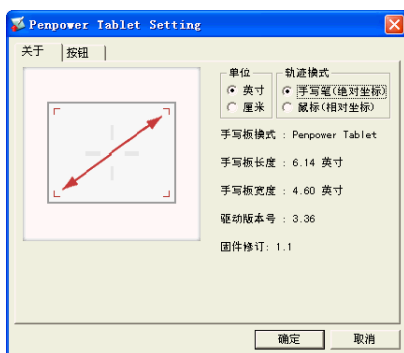 Penpower Tablet Setting
关于 按钮
单位 轨迹模式
英寸 手写笔(绝对坐标)
厘米 鼠标(相对坐标)
手写板模式 : Penpower Tablet
手写板长度 : 6.14 英寸
手写板宽度 : 4.60 英寸
驱动版本号 : 3.36
固件修订: 1.1
确定 取消